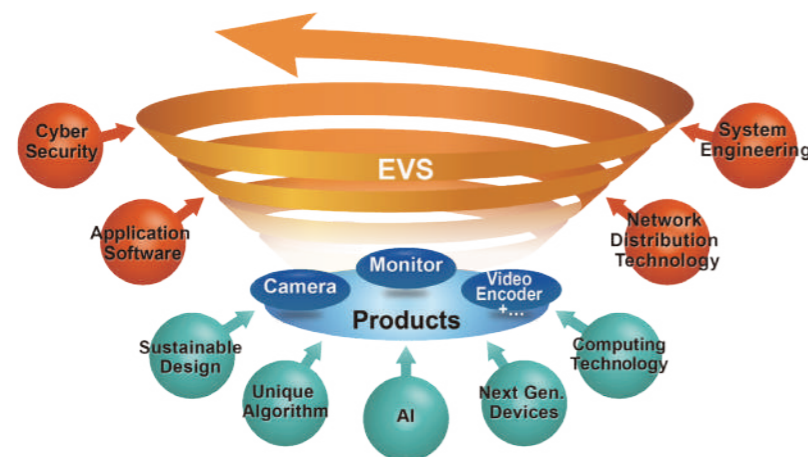 Cyber
Security
System
Engineering
EVS
Application
Software
Network
Distribution
Technology
Monitor
Camera
Video
Encoder
+...
Products
Sustainable
Design
Computing
Technology
Unique
Algorithm
AI
Next Gen.
Devices